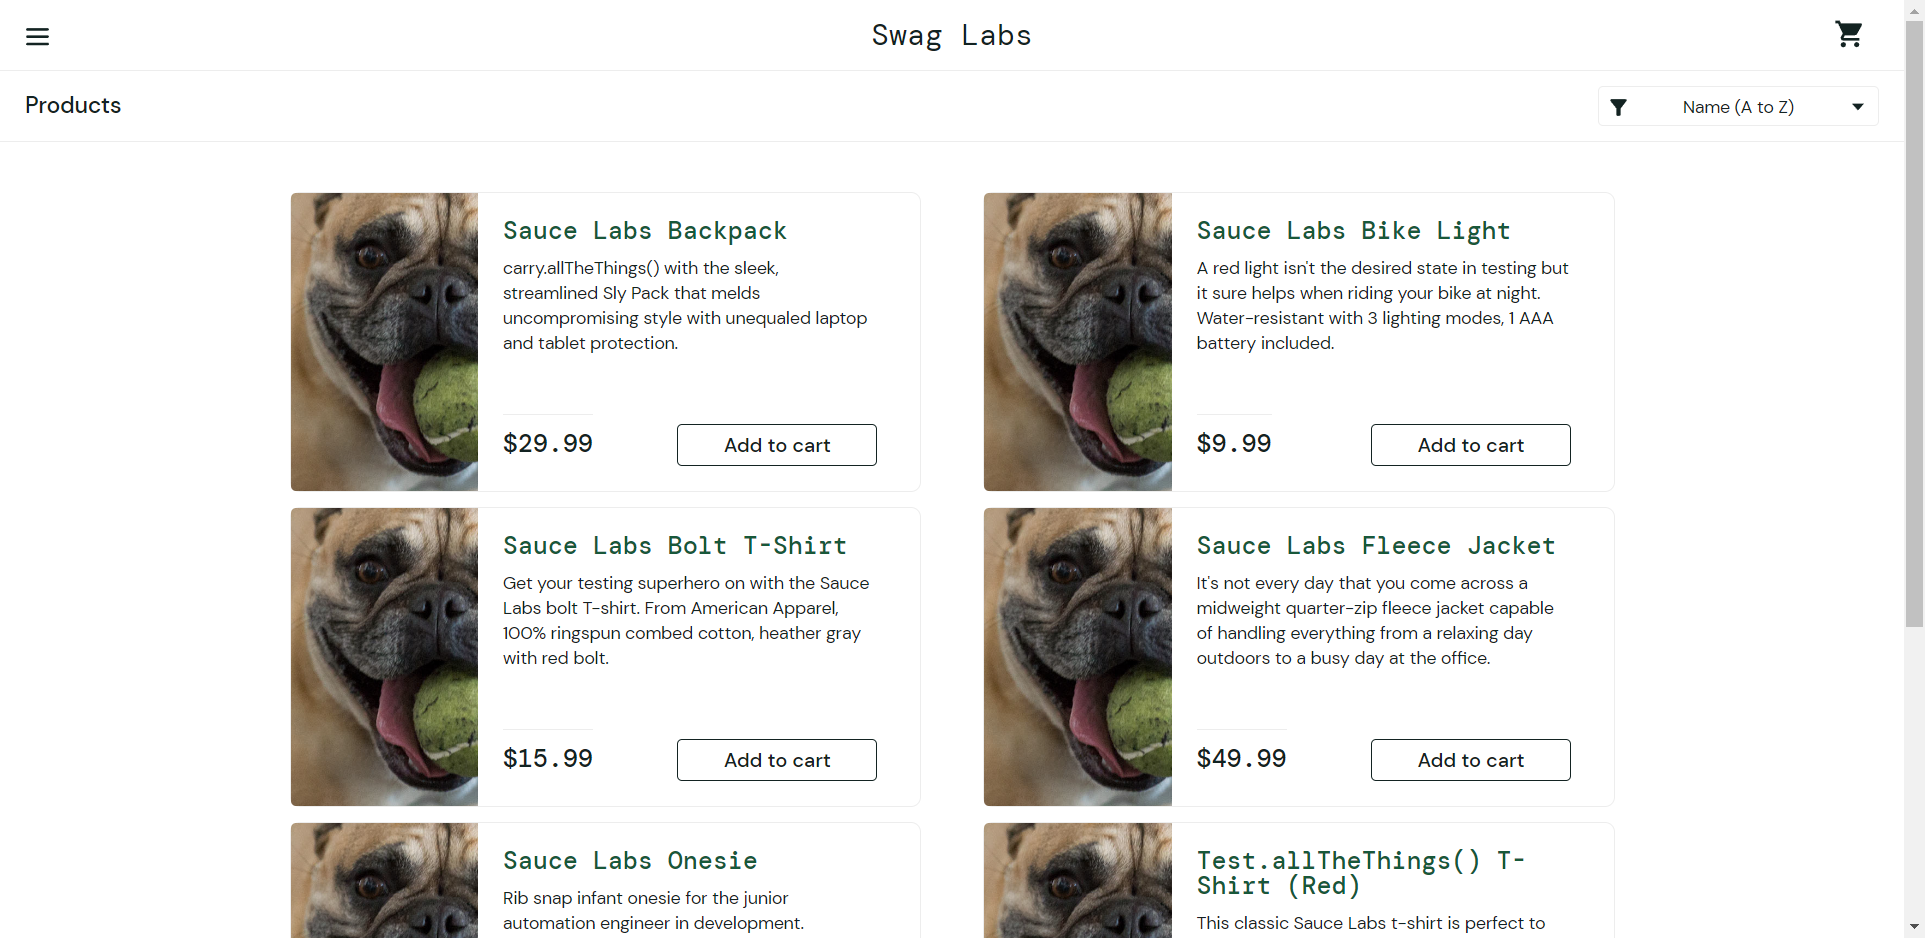 Swag Labs
Products
Name (A to Z)
Sauce Labs Backpack
carry.allTheThings() with the sleek,
streamlined Sly Pack that melds
uncompromising style with unequaled laptop
and tablet protection.
$29.99
Add to cart
Sauce Labs Bike Light
A red light isn't the desired state in testing but
it sure helps when riding your bike at night.
Water-resistant with 3 lighting modes, 1 AAA
battery included.
$9.99
Add to cart
Sauce Labs Bolt T-Shirt
Get your testing superhero on with the Sauce
Labs bolt T-shirt. From American Apparel,
100% ringspun combed cotton, heather gray
with red bolt.
$15.99
Add to cart
Sauce Labs Fleece Jacket
It's not every day that you come across a
midweight quarter-zip fleece jacket capable
of handling everything from a relaxing day
outdoors to a busy day at the office.
$49.99
Add to cart
Sauce Labs Onesie
Rib snap infant onesie for the junior
automation engineer in development.
Test.allTheThings() T-
Shirt (Red)
This classic Sauce Labs t-shirt is perfect to